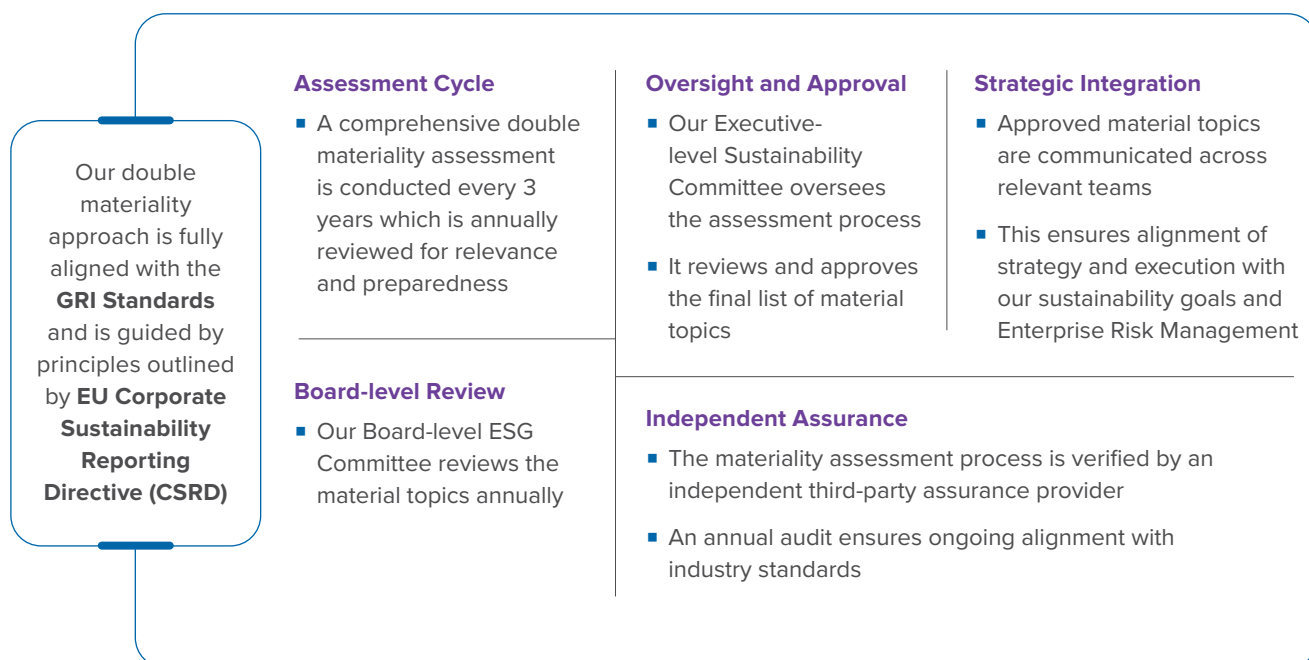 Our double
materiality
approach is fully
aligned with the
GRI Standards
and is guided by
principles outlined
by EU Corporate
Sustainability
Reporting
Directive (CSRD)
Assessment Cycle
▪ A comprehensive double
materiality assessment
is conducted every 3
years which is annually
reviewed for relevance
and preparedness
Board-level Review
▪ Our Board-level ESG
Committee reviews the
material topics annually
Oversight and Approval
▪ Our Executive-
level Sustainability
Committee oversees
the assessment process
▪ It reviews and approves
the final list of material
topics
Strategic Integration
▪ Approved material topics
are communicated across
relevant teams
▪ This ensures alignment of
strategy and execution with
our sustainability goals and
Enterprise Risk Management
Independent Assurance
▪ The materiality assessment process is verified by an
independent third-party assurance provider
▪ An annual audit ensures ongoing alignment with
industry standards